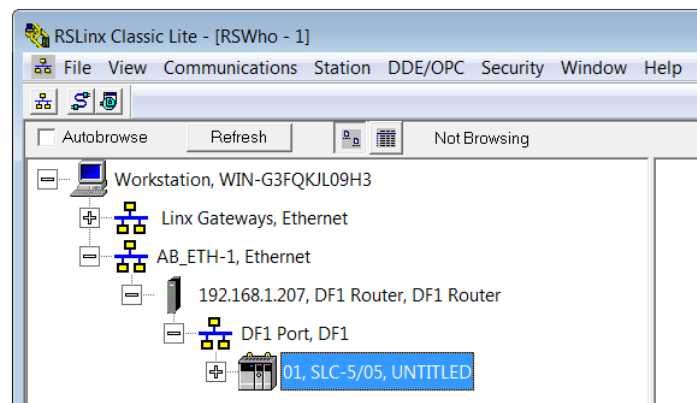 RSLinx Classic Lite - [RSWho - 1]
File View Communications Station DDE/OPC Security Window Help
Autobrowse Refresh Not Browsing
Workstation, WIN-G3FQKJL09H3
Linx Gateways, Ethernet
AB_ETH-1, Ethernet
192.168.1.207, DF1 Router, DF1 Router
DF1 Port, DF1
01, SLC-5/05, UNTITLED